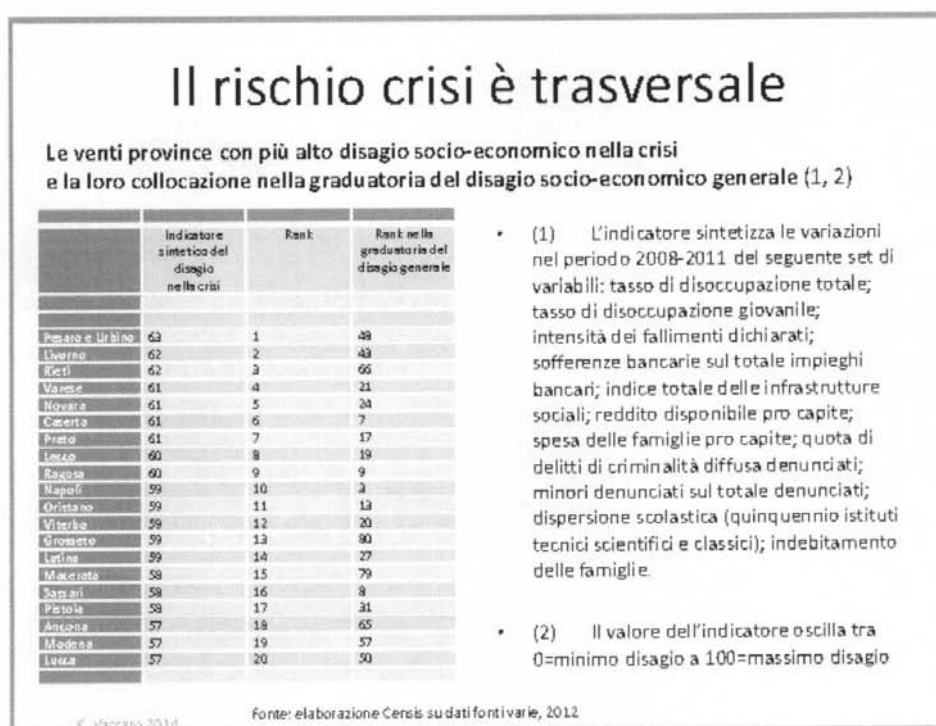 Il rischio crisi è trasversale
Le venti province con più alto disagio socio-economico nella crisi
e la loro collocazione nella graduatoria del disagio socio-economico generale (1, 2)
Indicatore sintetico del disagio nella crisi Rank Rank nella graduatoria del disagio generale
Pesaro e Urbino 63 1 49
Livorno 62 2 43
Rieti 62 3 66
Varese 61 4 21
Novara 61 5 24
Caserta 61 6 7
Prato 61 7 17
Lecco 60 8 19
Ragusa 60 9 9
Napoli 59 10 3
Oristano 59 11 13
Viterbo 59 12 20
Grosseto 59 13 80
Latina 59 14 27
Macerata 58 15 79
Sassari 58 16 8
Pistoia 58 17 31
Ancona 57 18 65
Modena 57 19 57
Lucca 57 20 50
• (1) L'indicatore sintetizza le variazioni
nel periodo 2008-2011 del seguente set di
variabili: tasso di disoccupazione totale;
tasso di disoccupazione giovanile;
intensità dei fallimenti dichiarati;
sofferenze bancarie sul totale impieghi
bancari; indice totale delle infrastrutture
sociali; reddito disponibile pro capite;
spesa delle famiglie pro capite; quota di
delitti di criminalità diffusa denunciati;
minori denunciati sul totale denunciati;
dispersione scolastica (quinquennio istituti
tecnici scientifici e classici); indebitamento
delle famiglie.
• (2) Il valore dell'indicatore oscilla tra
0=minimo disagio a 100=massimo disagio
Fonte: elaborazione Censis su dati fonti varie, 2012
K. Vaccaro 2014